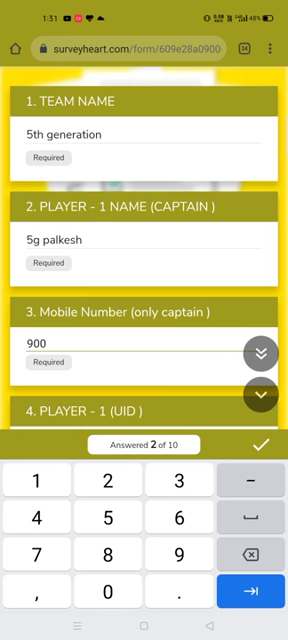 1:31
48%
surveyheart.com/form/609e28a0900
1. TEAM NAME
5th generation
Required
2. PLAYER - 1 NAME (CAPTAIN )
5g palkesh
Required
3. Mobile Number (only captain )
900
Required
4. PLAYER - 1 (UID )
Answered 2 of 10
1 2 3 –
4 5 6
7 8 9
, 0 .